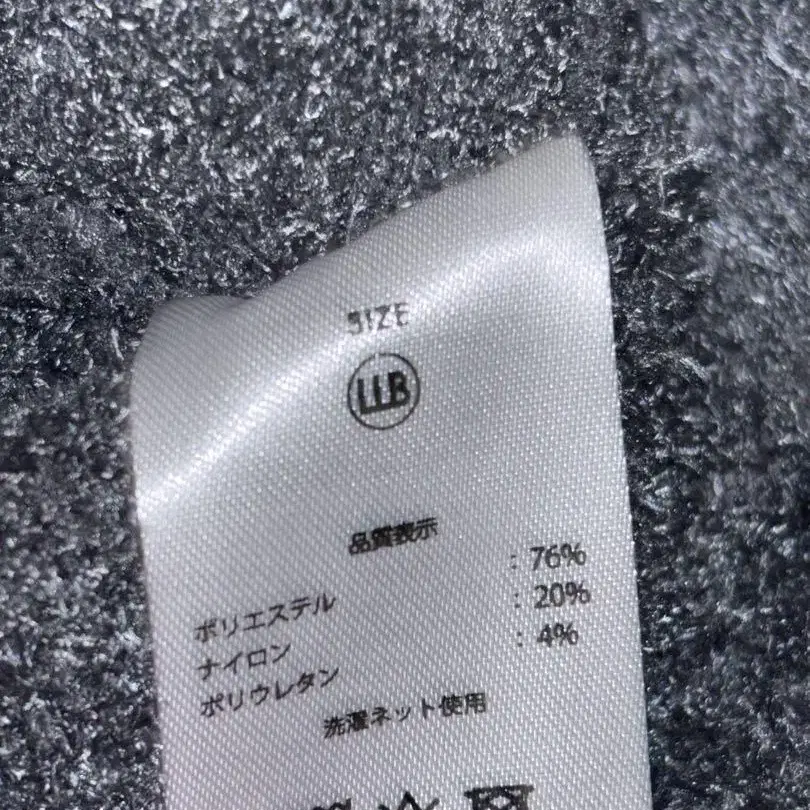 SIZE
LLB
品質表示
ポリエステル : 76%
ナイロン : 20%
ポリウレタン : 4%
洗濯ネット使用